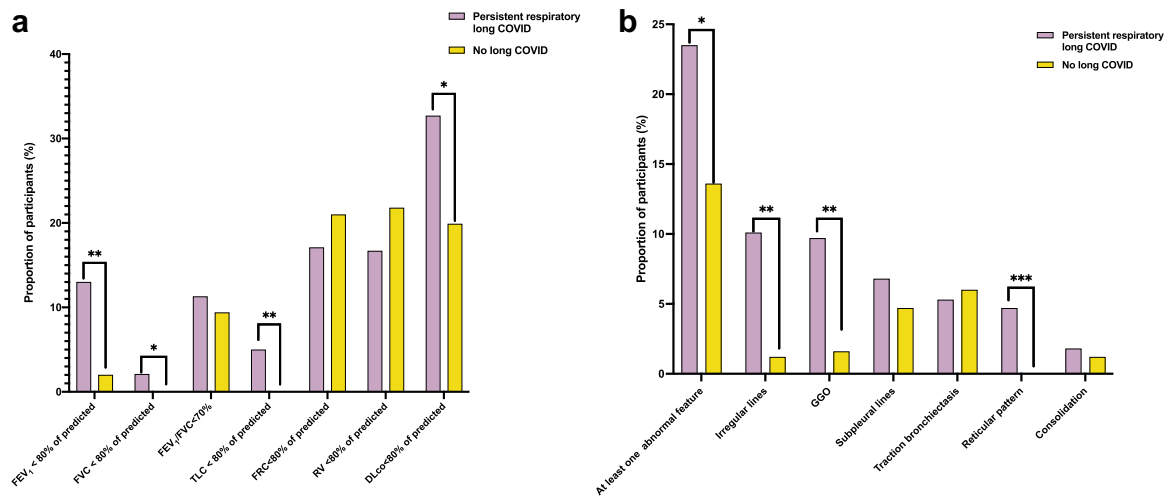 a
Persistent respiratory
long COVID
No long COVID
Proportion of participants (%)
40
30
20
10
0
**
*
**
*
FEV₁ < 80% of predicted
FVC < 80% of predicted
FEV₁/FVC<70%
TLC < 80% of predicted
FRC<80% of predicted
RV <80% of predicted
DLco<80% of predicted
b
Persistent respiratory
long COVID
No long COVID
Proportion of participants (%)
25
20
15
10
5
0
*
**
**
***
At least one abnormal feature
Irregular lines
GGO
Subpleural lines
Traction bronchiectasis
Reticular pattern
Consolidation